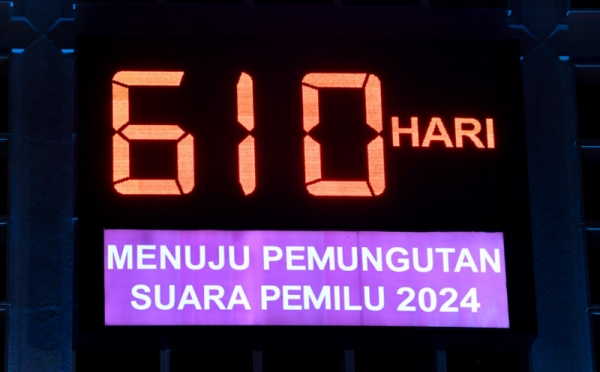 610 HARI
MENUJU PEMUNGUTAN
SUARA PEMILU 2024